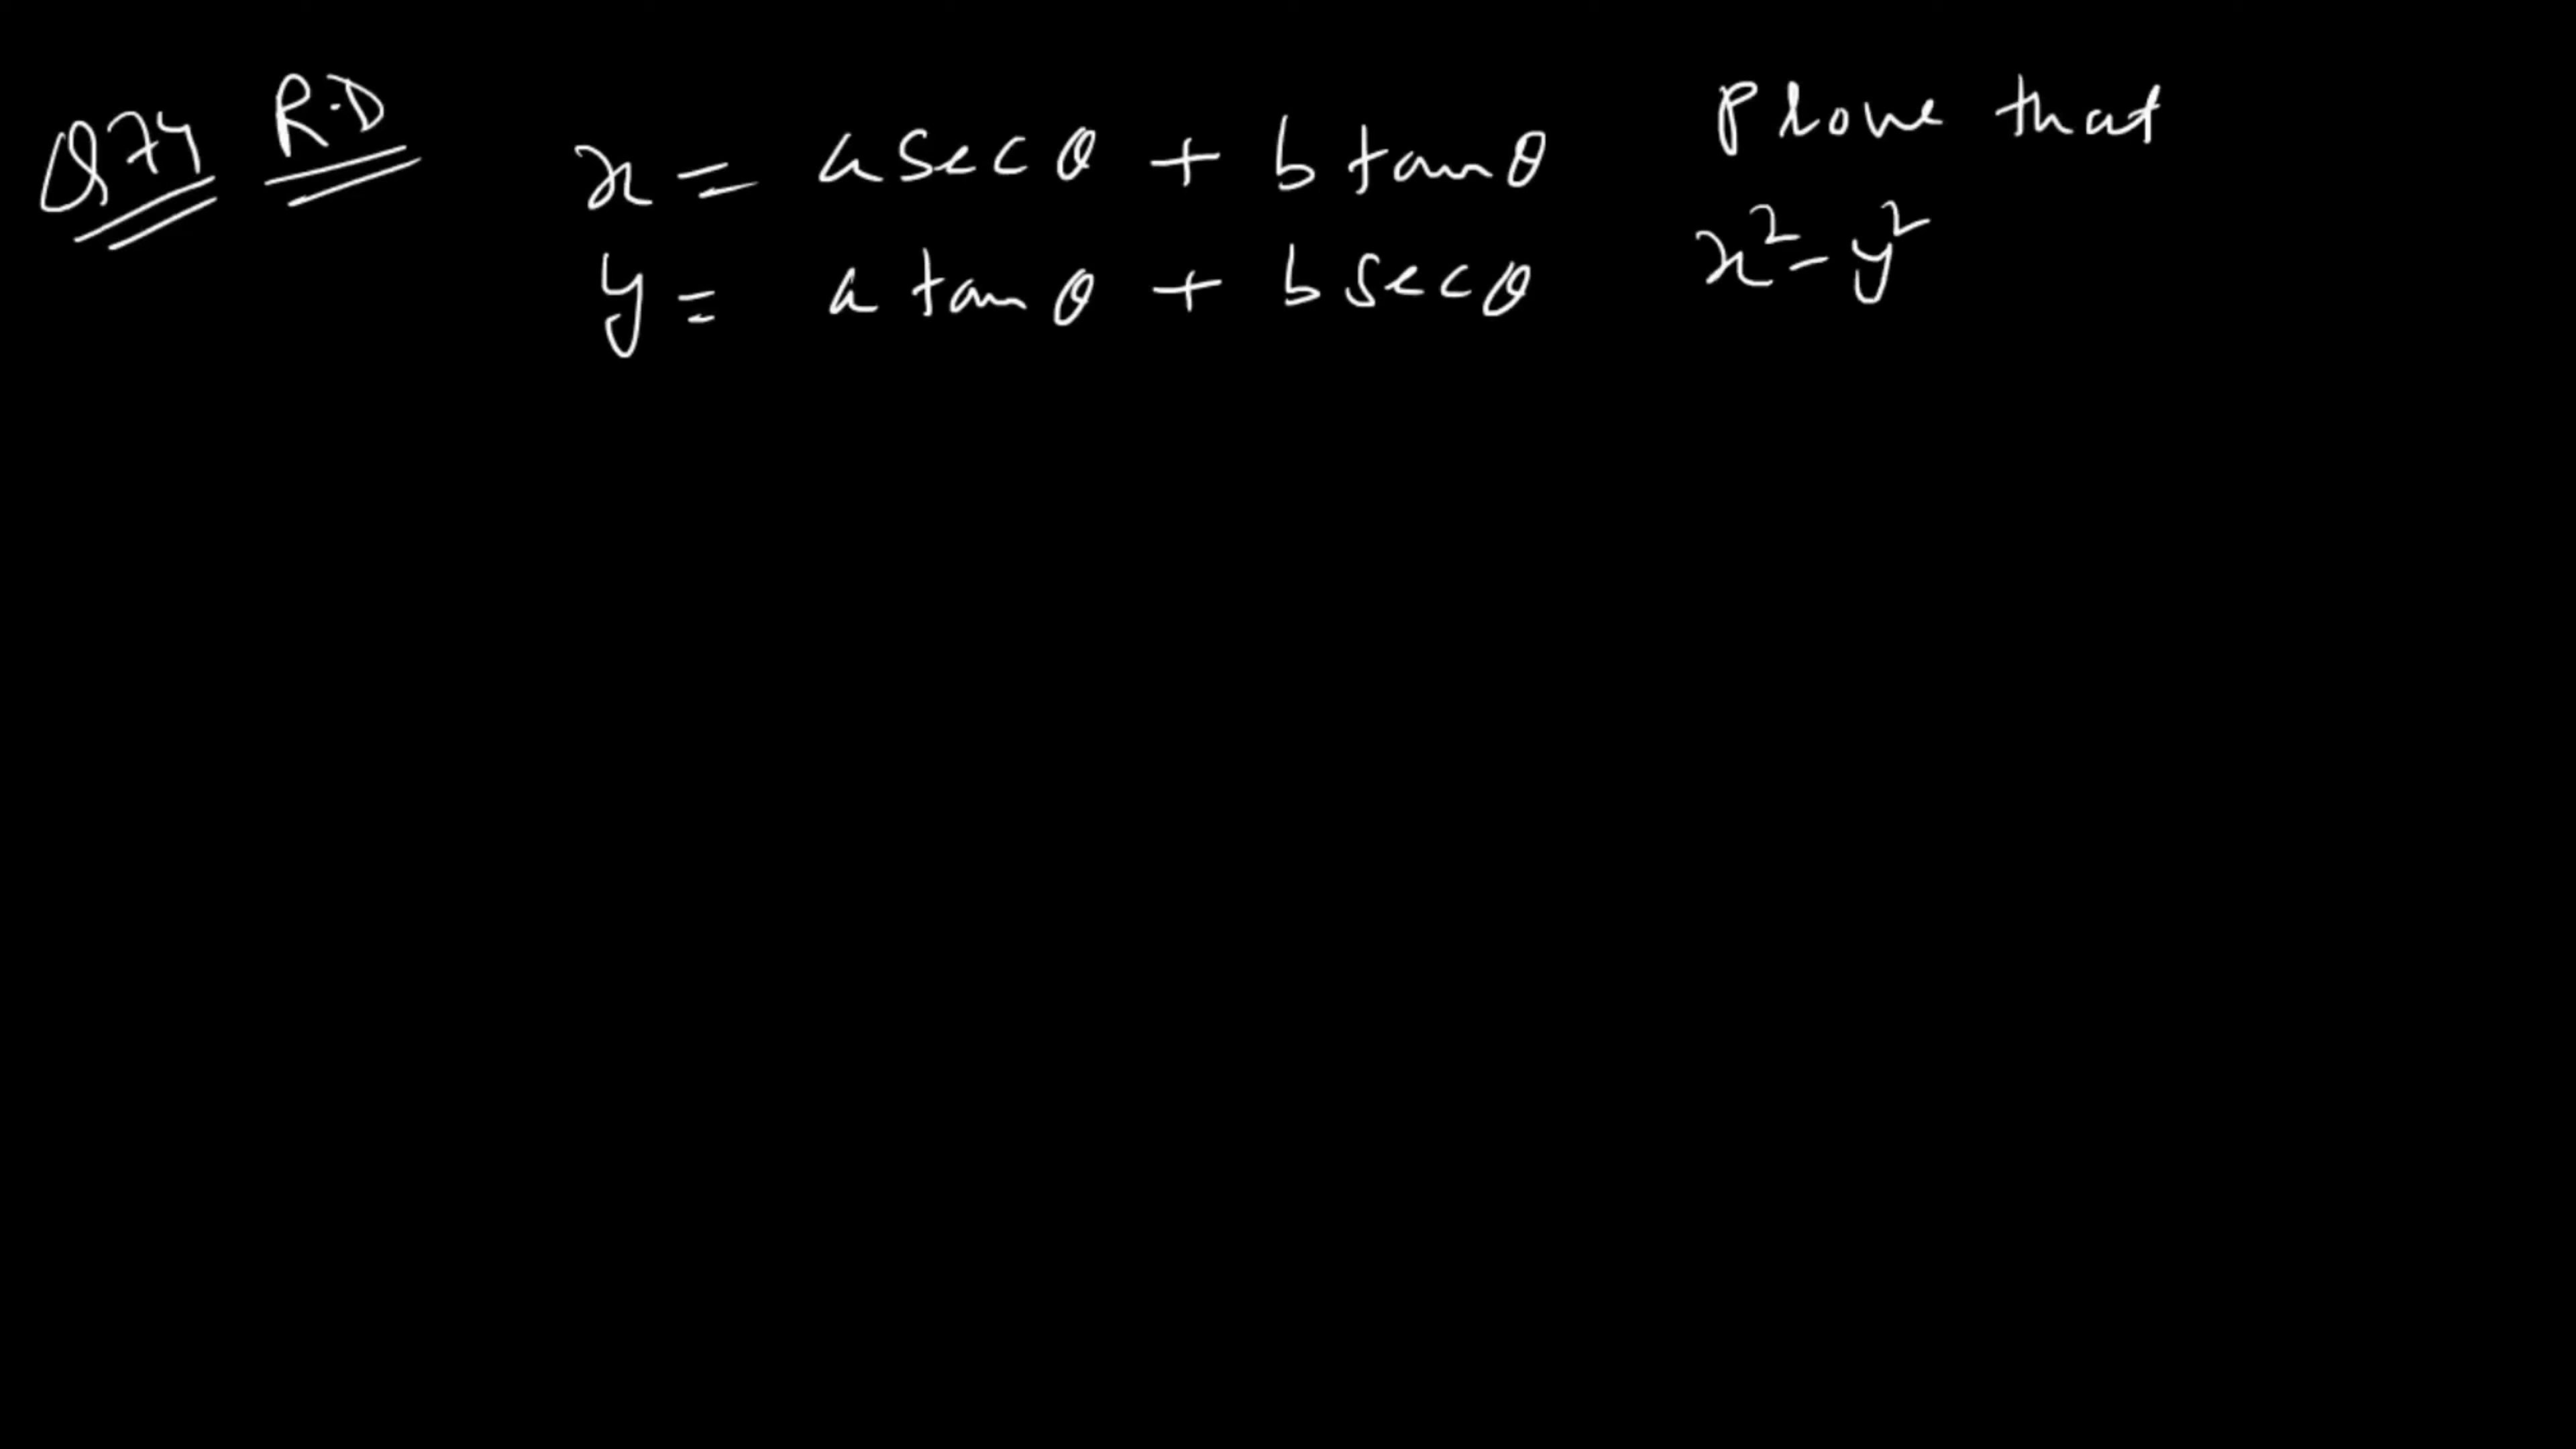 Q74 R.D
x = a sec θ + b tan θ
y = a tan θ + b sec θ
Prove that
x² - y²